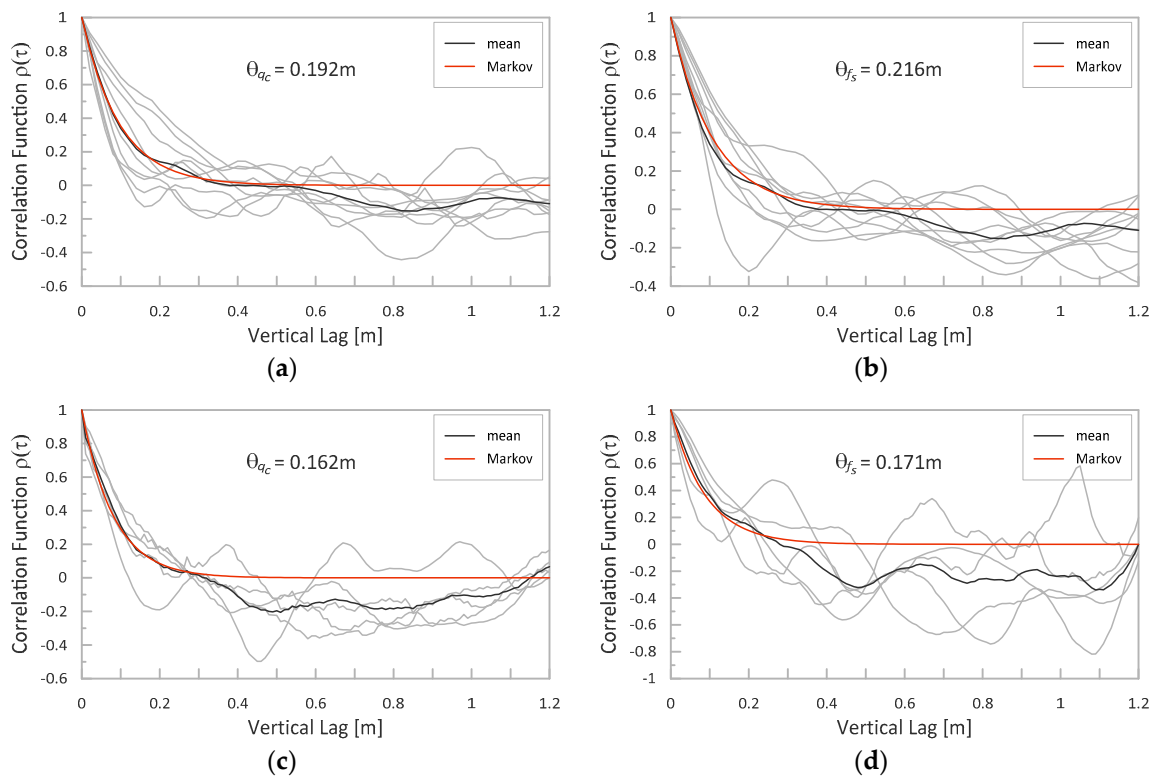 1
0.8
0.6
0.4
0.2
0
-0.2
-0.4
-0.6
Correlation Function ρ(τ)
θqc = 0.192m
mean
Markov
0 0.2 0.4 0.6 0.8 1 1.2
Vertical Lag [m]
(a)
1
0.8
0.6
0.4
0.2
0
-0.2
-0.4
Correlation Function ρ(τ)
θfs = 0.216m
mean
Markov
0 0.2 0.4 0.6 0.8 1 1.2
Vertical Lag [m]
(b)
1
0.8
0.6
0.4
0.2
0
-0.2
-0.4
-0.6
Correlation Function ρ(τ)
θqc = 0.162m
mean
Markov
0 0.2 0.4 0.6 0.8 1 1.2
Vertical Lag [m]
(c)
1
0.8
0.6
0.4
0.2
0
-0.2
-0.4
-0.6
-0.8
-1
Correlation Function ρ(τ)
θfs = 0.171m
mean
Markov
0 0.2 0.4 0.6 0.8 1 1.2
Vertical Lag [m]
(d)